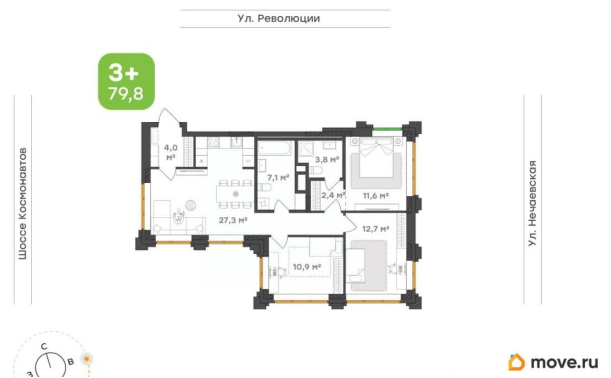 Ул. Революции
3+
79,8
Шоссе Космонавтов
Ул. Нечаевская
4,0
м²
7,1 м²
3,8 м²
2,4 м²
11,6 м²
27,3 м²
12,7 м²
10,9 м²
С
В
З
move.ru